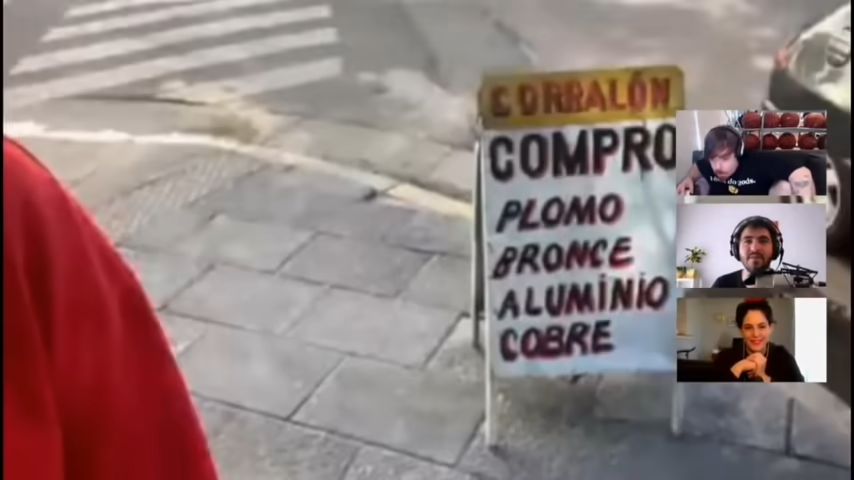 CORRALÓN
COMPRO
PLOMO
BRONCE
ALUMINIO
COBRE